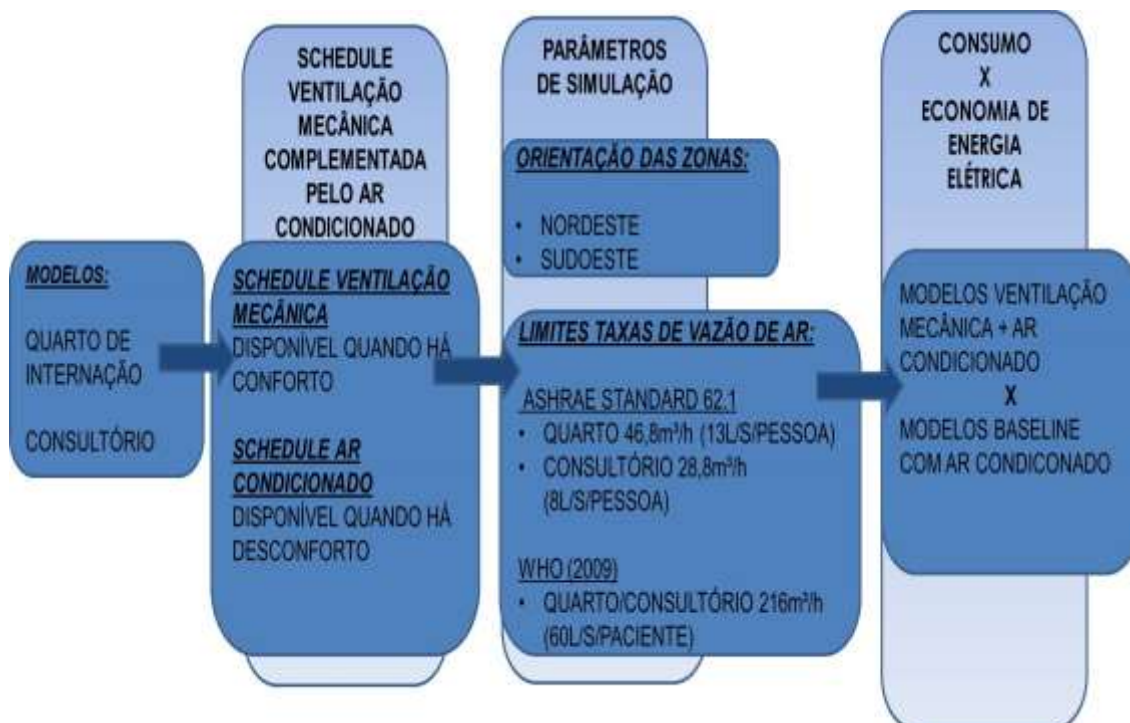 MODELOS:
QUARTO DE
INTERNAÇÃO
CONSULTÓRIO
SCHEDULE
VENTILAÇÃO
MECÂNICA
COMPLEMENTADA
PELO AR
CONDICIONADO
SCHEDULE VENTILAÇÃO
MECÂNICA
DISPONÍVEL QUANDO HÁ
CONFORTO
SCHEDULE AR
CONDICIONADO
DISPONÍVEL QUANDO HÁ
DESCONFORTO
PARÂMETROS
DE SIMULAÇÃO
ORIENTAÇÃO DAS ZONAS:
• NORDESTE
• SUDOESTE
LIMITES TAXAS DE VAZÃO DE AR:
ASHRAE STANDARD 62.1
• QUARTO 46,8m³/h (13L/S/PESSOA)
• CONSULTÓRIO 28,8m³/h
(8L/S/PESSOA)
WHO (2009)
• QUARTO/CONSULTÓRIO 216m³/h
(60L/S/PACIENTE)
CONSUMO
X
ECONOMIA DE
ENERGIA
ELÉTRICA
MODELOS VENTILAÇÃO
MECÂNICA + AR
CONDICIONADO
X
MODELOS BASELINE
COM AR CONDICONADO